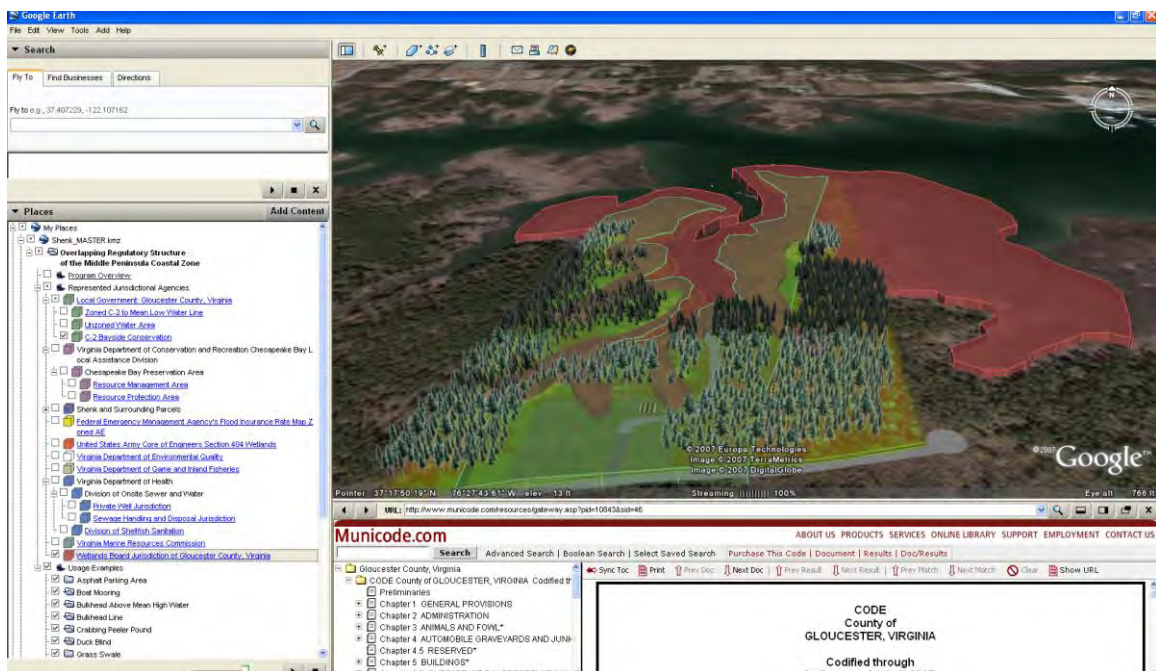 Google Earth
File Edit View Tools Add Help
Search
Fly To Find Businesses Directions
Fly to e.g., 37.407229, -122.107162
Places Add Content
My Places
Shenk_MASTER.kmz
Overlapping Regulatory Structure
of the Middle Peninsula Coastal Zone
Program Overview
Represented Jurisdictional Agencies
Local Government: Gloucester County, Virginia
Zoned C-2 to Mean Low Water Line
Unzoned Water Area
C-2 Bayside Conservation
Virginia Department of Conservation and Recreation Chesapeake Bay L
ocal Assistance Division
Chesapeake Bay Preservation Area
Resource Management Area
Resource Protection Area
Shenk and Surrounding Parcels
Federal Emergency Management Agency's Flood Insurance Rate Map Z
oned AE
United States Army Core of Engineers Section 404 Wetlands
Virginia Department of Environmental Quality
Virginia Department of Game and Inland Fisheries
Virginia Department of Health
Division of Onsite Sewer and Water
Private Well Jurisdiction
Sewage Handling and Disposal Jurisdiction
Division of Shellfish Sanitation
Virginia Marine Resources Commission
Wetlands Board Jurisdiction of Gloucester County, Virginia
Usage Examples
Asphalt Parking Area
Boat Mooring
Bulkhead Above Mean High Water
Bulkhead Line
Crabbing Peeler Pound
Duck Blind
Grass Swale
N
© 2007 Europa Technologies
Image © 2007 TerraMetrics
Image © 2007 DigitalGlobe
©2007 Google™
Pointer 37°17'50.19" N 76°27'43.61" W elev 13 ft Streaming |||||||||| 100% Eye alt 766 ft
URL: http://www.municode.com/resources/gateway.asp?pid=10843&sid=46
Municode.com
ABOUT US PRODUCTS SERVICES ONLINE LIBRARY SUPPORT EMPLOYMENT CONTACT US
Search Advanced Search | Boolean Search | Select Saved Search Purchase This Code | Document | Results | Doc/Results
Sync Toc Print Prev Doc Next Doc Prev Result Next Result Prev Match Next Match Clear Show URL
Gloucester County, Virginia
CODE County of GLOUCESTER, VIRGINIA Codified th
Preliminaries
Chapter 1 GENERAL PROVISIONS
Chapter 2 ADMINISTRATION
Chapter 3 ANIMALS AND FOWL*
Chapter 4 AUTOMOBILE GRAVEYARDS AND JUNK
Chapter 4.5 RESERVED*
Chapter 5 BUILDINGS*
CODE
County of
GLOUCESTER, VIRGINIA
Codified through